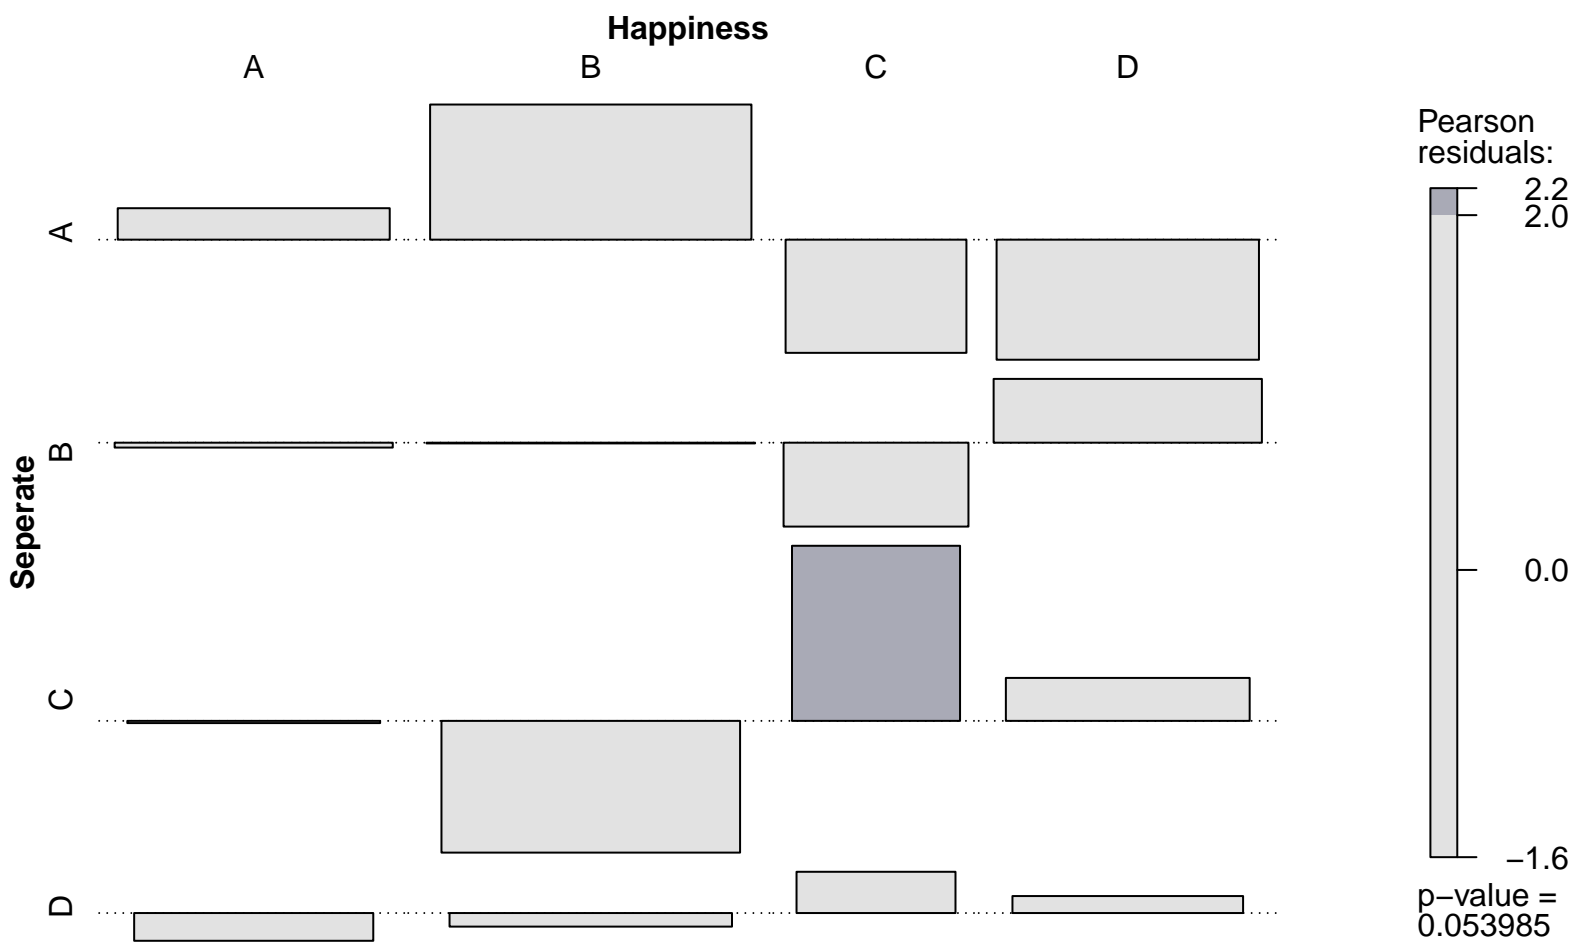 Happiness
A B C D
Seperate
A
B
C
D
Pearson
residuals:
2.2
2.0
0.0
−1.6
p−value =
0.053985